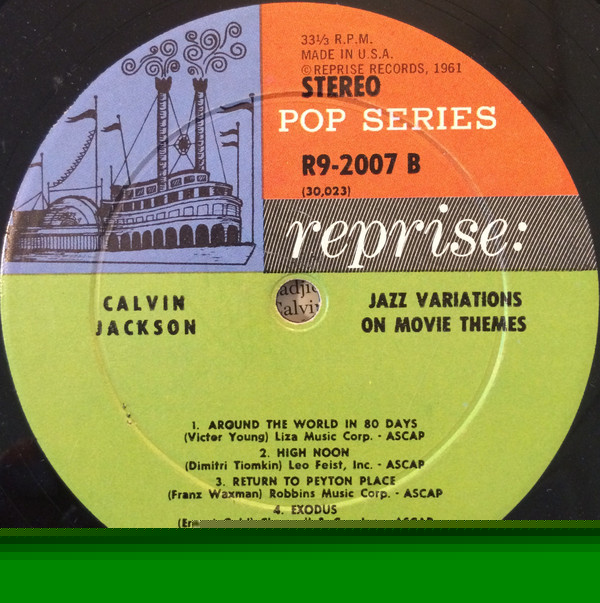 33⅓ R.P.M.
MADE IN U.S.A.
©REPRISE RECORDS, 1961
STEREO
POP SERIES
R9-2007 B
(30,023)
reprise:
CALVIN
JACKSON
JAZZ VARIATIONS
ON MOVIE THEMES
1. AROUND THE WORLD IN 80 DAYS
(Victor Young) Liza Music Corp. - ASCAP
2. HIGH NOON
(Dimitri Tiomkin) Leo Feist, Inc. - ASCAP
3. RETURN TO PEYTON PLACE
(Franz Waxman) Robbins Music Corp. - ASCAP
4. EXODUS
ASCAP